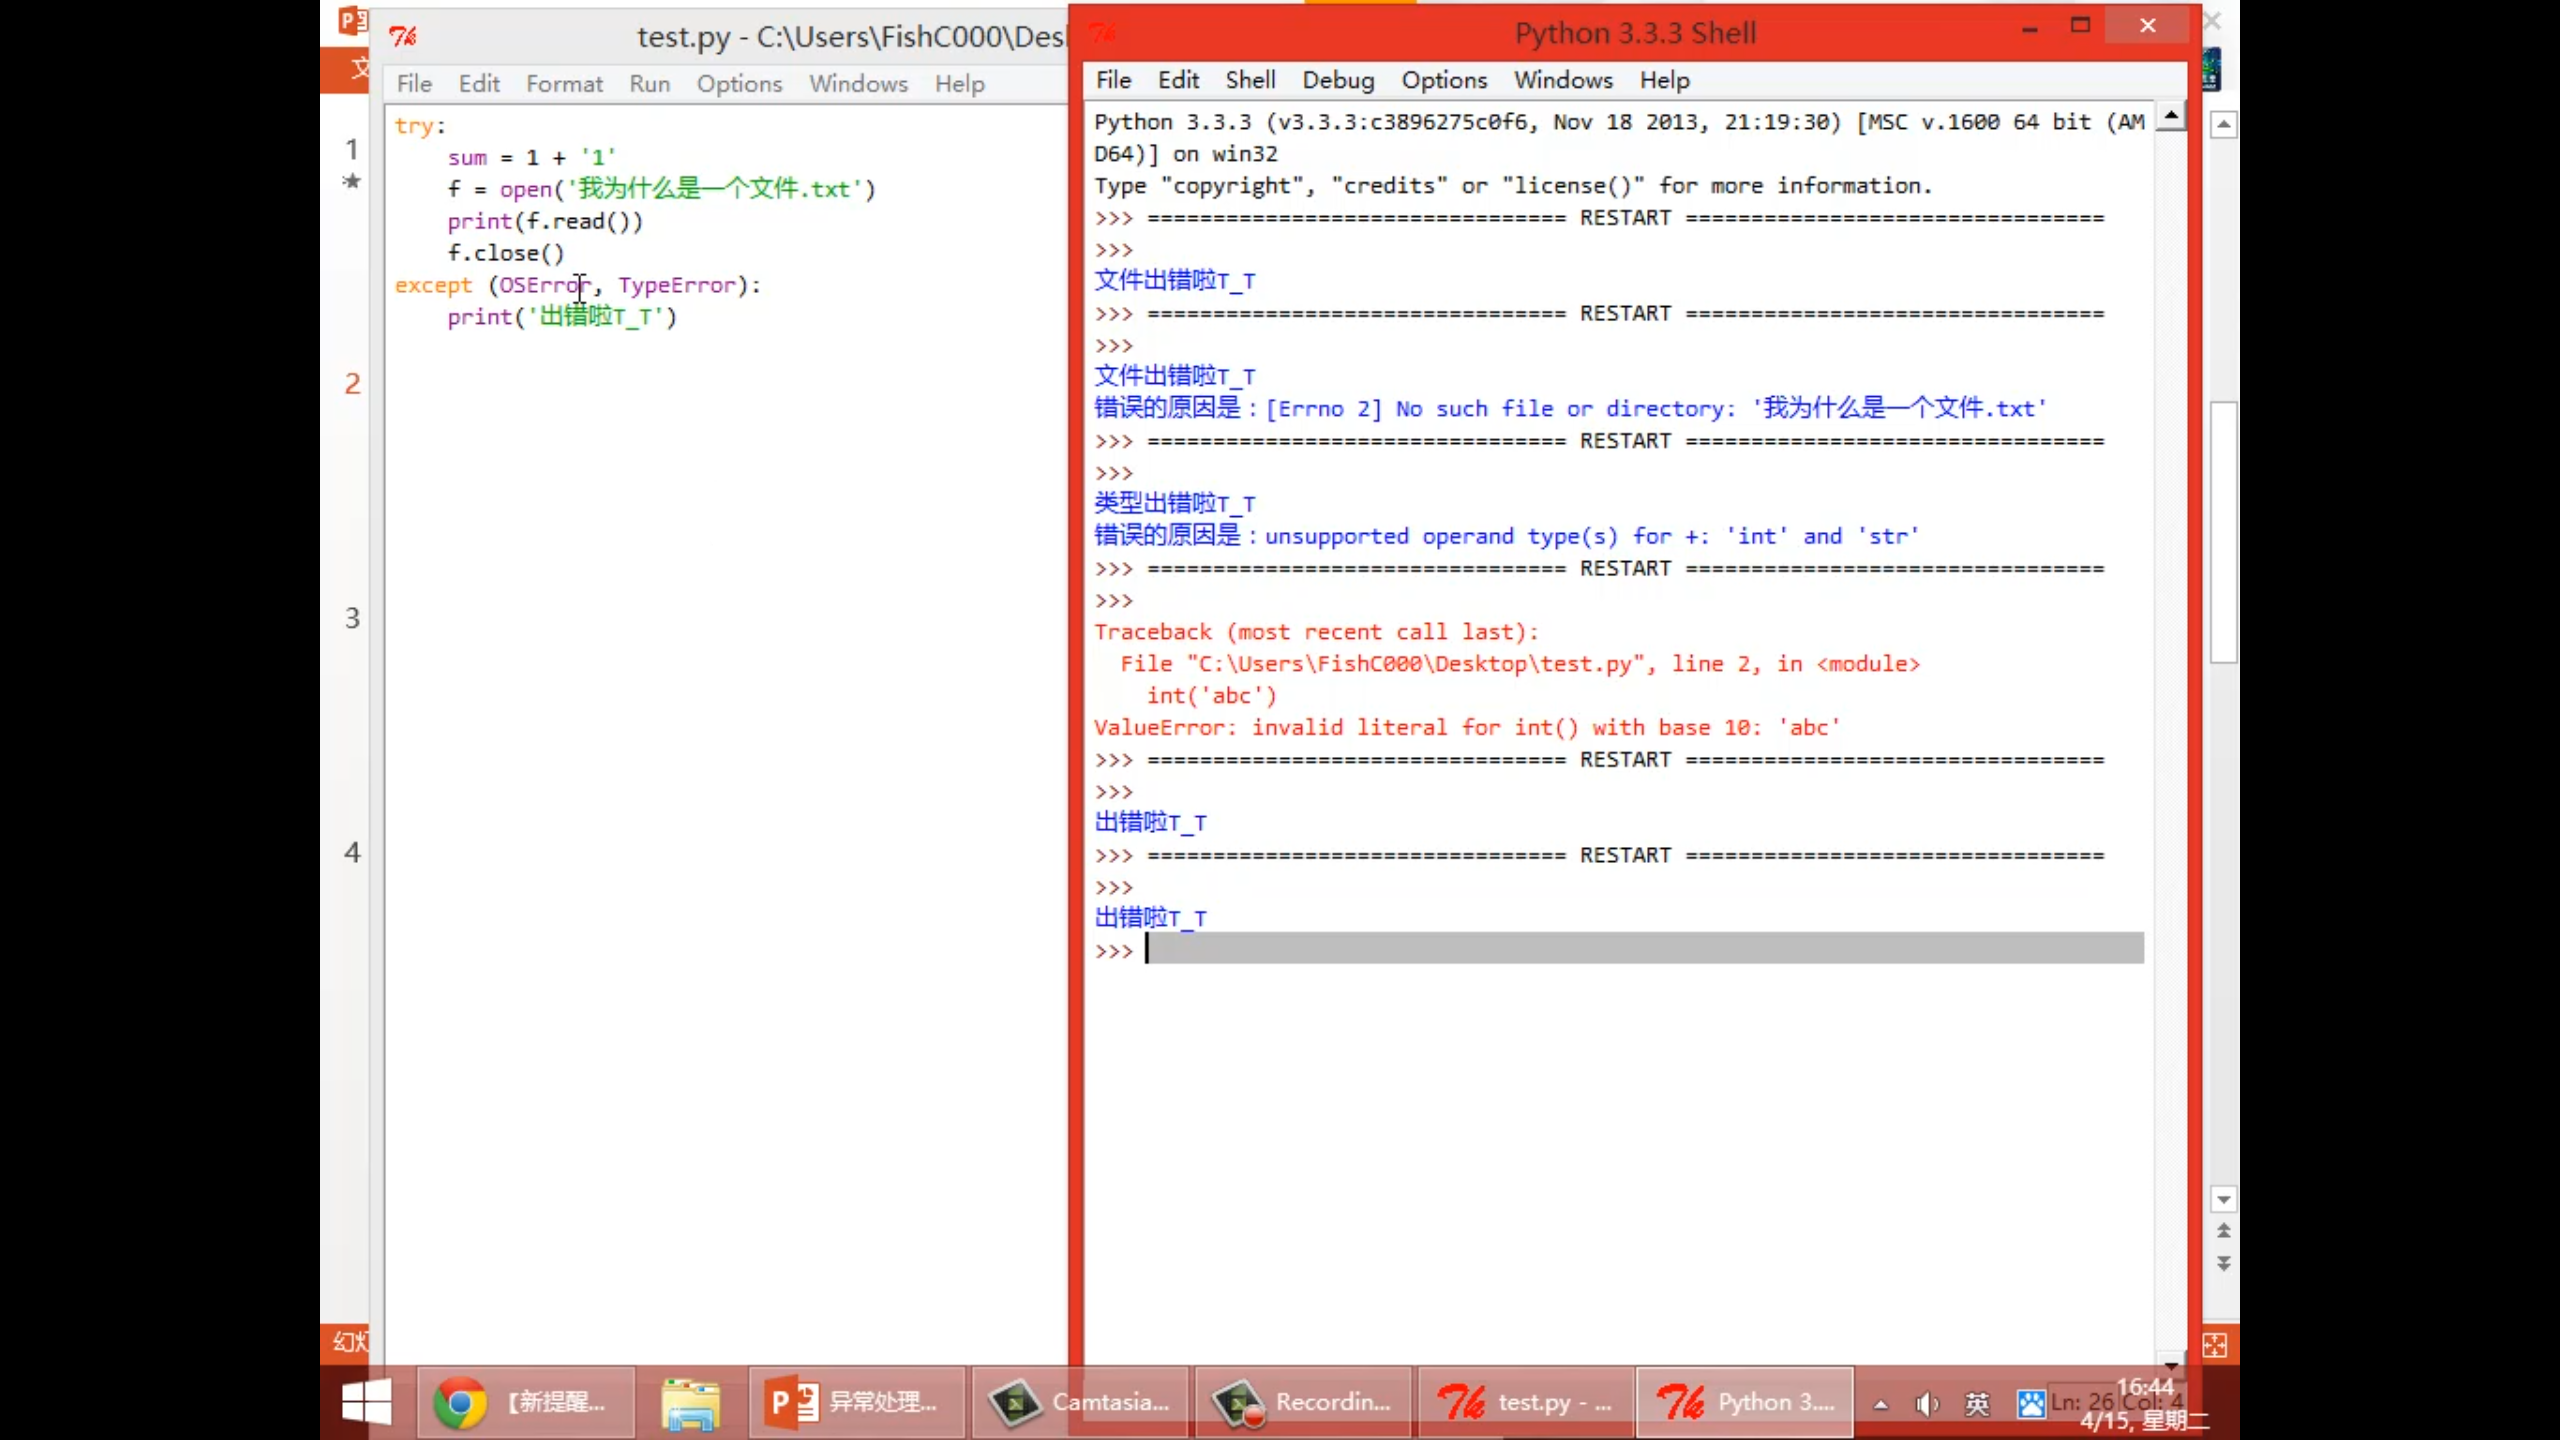 test.py - C:\Users\FishC000\Des
File Edit Format Run Options Windows Help
try:
    sum = 1 + '1'
    f = open('我为什么是一个文件.txt')
    print(f.read())
    f.close()
except (OSError, TypeError):
    print('出错啦T_T')
1
2
3
4
文
幻灯
Python 3.3.3 Shell
File Edit Shell Debug Options Windows Help
Python 3.3.3 (v3.3.3:c3896275c0f6, Nov 18 2013, 21:19:30) [MSC v.1600 64 bit (AM
D64)] on win32
Type "copyright", "credits" or "license()" for more information.
>>> ================================ RESTART ================================
>>>
文件出错啦T_T
>>> ================================ RESTART ================================
>>>
文件出错啦T_T
错误的原因是：[Errno 2] No such file or directory: '我为什么是一个文件.txt'
>>> ================================ RESTART ================================
>>>
类型出错啦T_T
错误的原因是：unsupported operand type(s) for +: 'int' and 'str'
>>> ================================ RESTART ================================
>>>
Traceback (most recent call last):
  File "C:\Users\FishC000\Desktop\test.py", line 2, in <module>
    int('abc')
ValueError: invalid literal for int() with base 10: 'abc'
>>> ================================ RESTART ================================
>>>
出错啦T_T
>>> ================================ RESTART ================================
>>>
出错啦T_T
>>>
[新提醒...
异常处理...
Camtasia...
Recordin...
test.py - ...
Python 3....
英
Ln: 26 Col: 4
16:44
4/15, 星期二